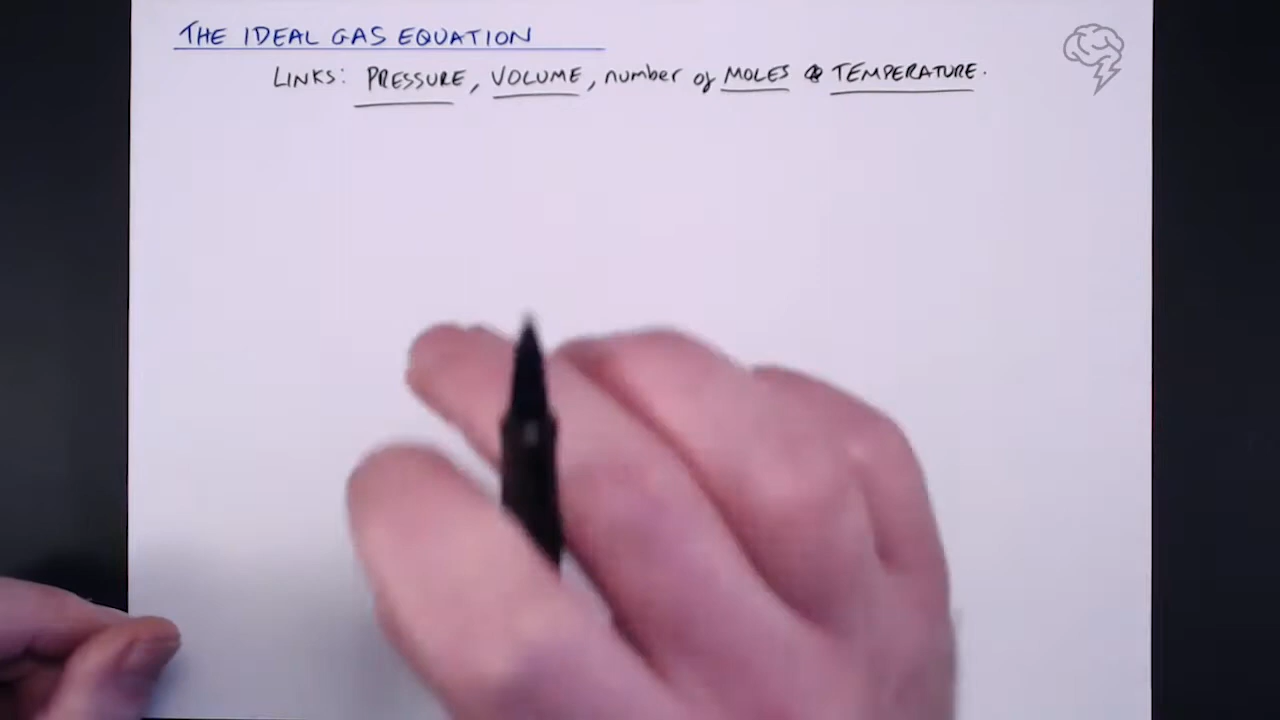 THE IDEAL GAS EQUATION
LINKS: PRESSURE, VOLUME, number of MOLES & TEMPERATURE.